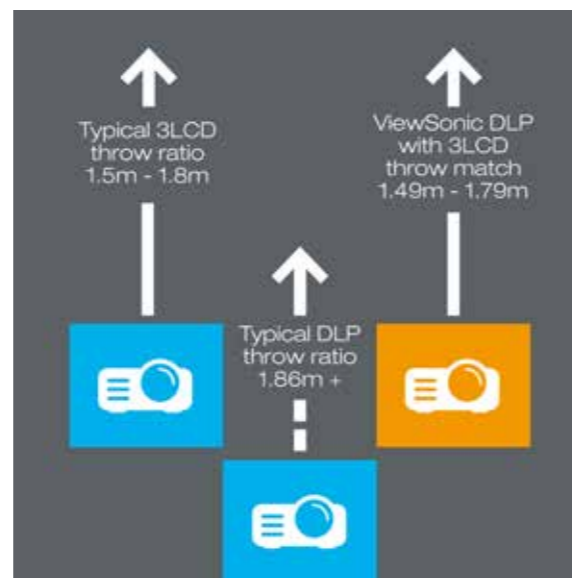 Typical 3LCD
throw ratio
1.5m - 1.8m
ViewSonic DLP
with 3LCD
throw match
1.49m - 1.79m
Typical DLP
throw ratio
1.86m +